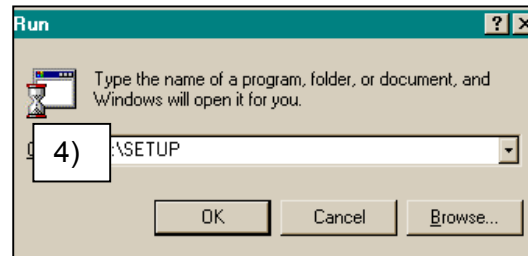 Run
Type the name of a program, folder, or document, and
Windows will open it for you.
4) :\SETUP
OK Cancel Browse...